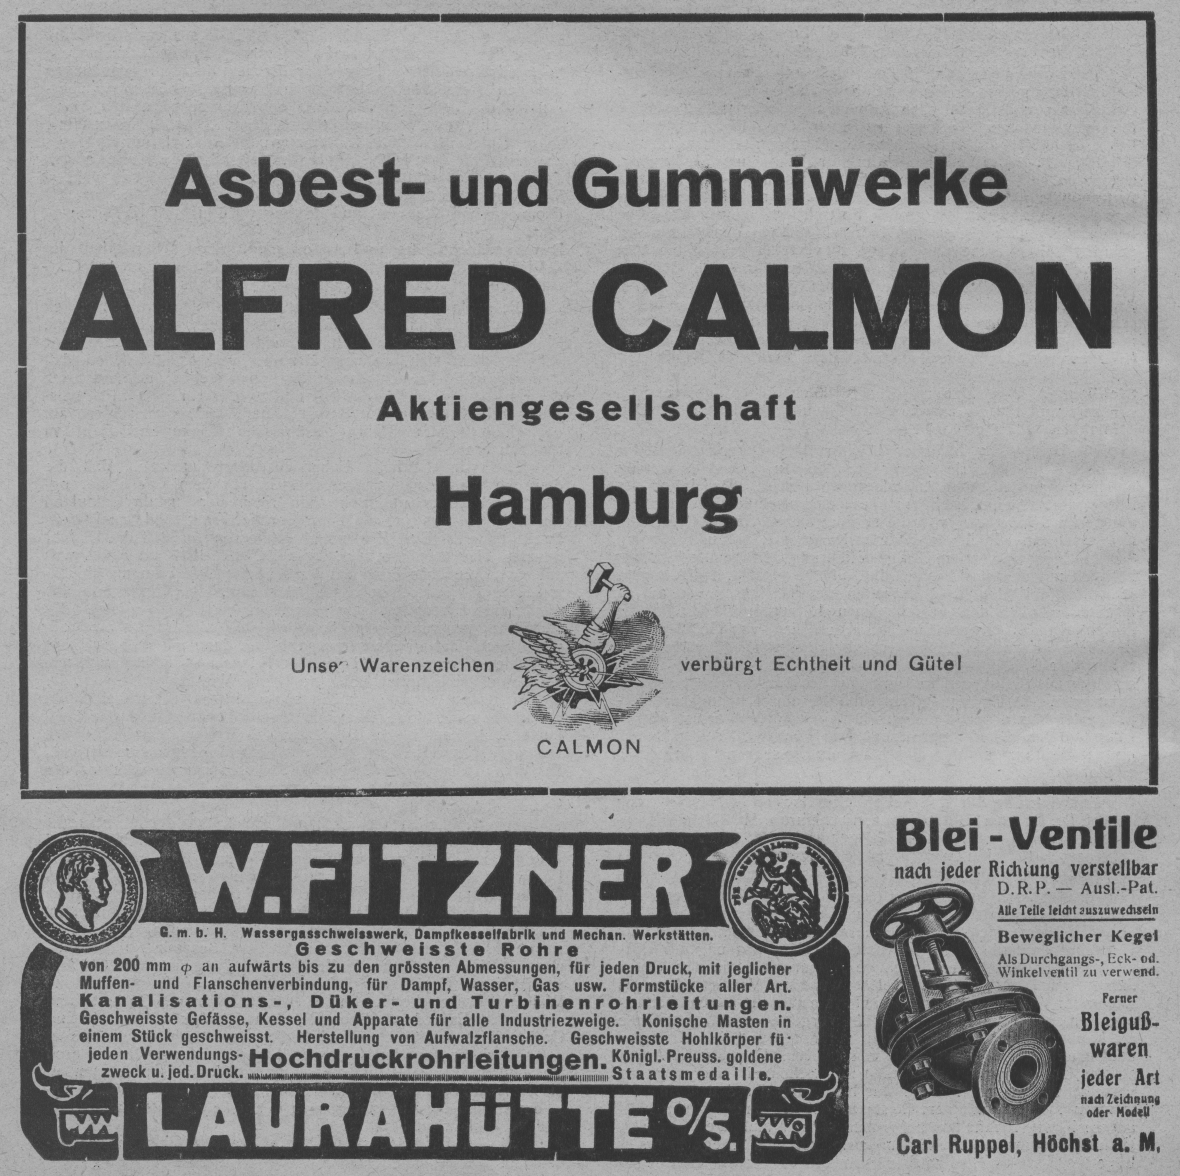 Asbest- und Gummiwerke
ALFRED CALMON
Aktiengesellschaft
Hamburg
Unser Warenzeichen verbürgt Echtheit und Güte!
CALMON
W. FITZNER
G. m. b. H. Wassergasschweisswerk, Dampfkesselfabrik und Mechan. Werkstätten.
Geschweisste Rohre
von 200 mm φ an aufwärts bis zu den grössten Abmessungen, für jeden Druck, mit jeglicher
Muffen- und Flanschenverbindung, für Dampf, Wasser, Gas usw. Formstücke aller Art.
Kanalisations-, Düker- und Turbinenrohrleitungen.
Geschweisste Gefässe, Kessel und Apparate für alle Industriezweige. Konische Masten in
einem Stück geschweisst. Herstellung von Aufwalzflansche. Geschweisste Hohlkörper für
jeden Verwendungs-
zweck u. jed. Druck.
Hochdruckrohrleitungen.
Königl. Preuss. goldene
Staatsmedaille.
LAURAHÜTTE O/S.
Blei-Ventile
nach jeder Richtung verstellbar
D.R.P. — Ausl.-Pat.
Alle Teile leicht auszuwechseln
Beweglicher Kegel
Als Durchgangs-, Eck- od.
Winkelventil zu verwend.
Ferner
Bleiguß-
waren
jeder Art
nach Zeichnung
oder Modell
Carl Ruppel, Höchst a. M.